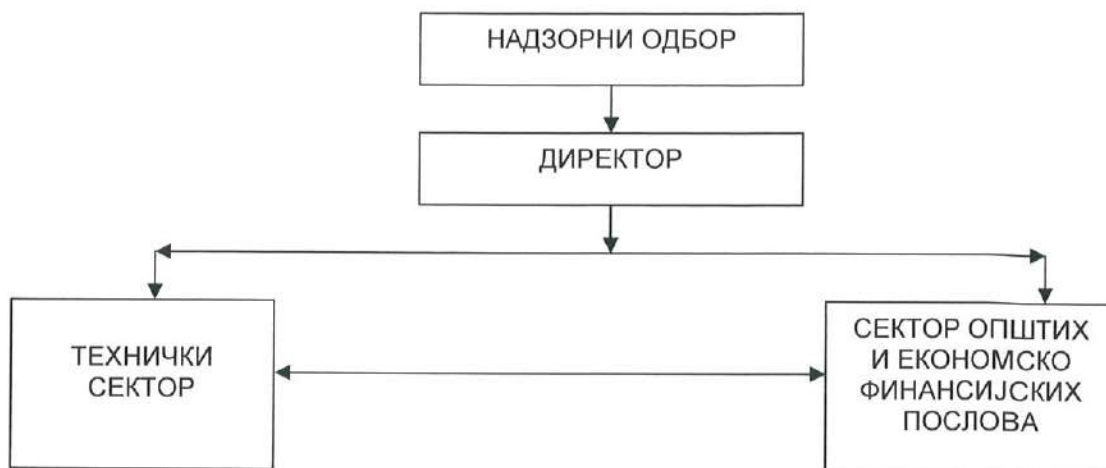 НАДЗОРНИ ОДБОР
ДИРЕКТОР
ТЕХНИЧКИ
СЕКТОР
СЕКТОР ОПШТИХ
И ЕКОНОМСКО
ФИНАНСИЈСКИХ
ПОСЛОВА